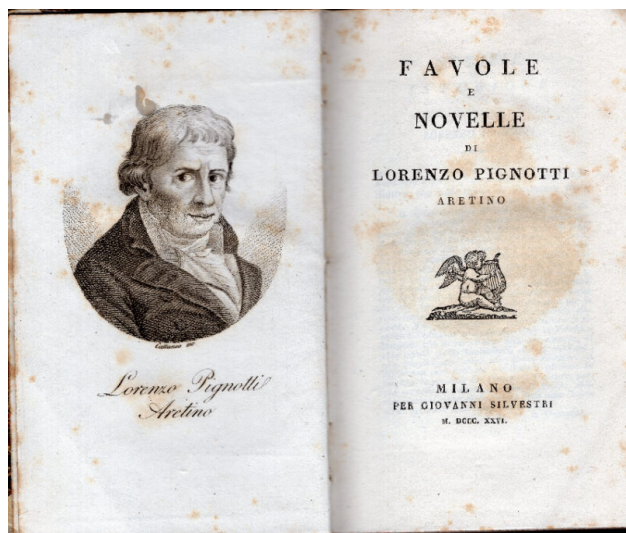 Lorenzo Pignotti
Aretino
FAVOLE
E
NOVELLE
DI
LORENZO PIGNOTTI
ARETINO
MILANO
PER GIOVANNI SILVESTRI
M. DCCC. XXVI.